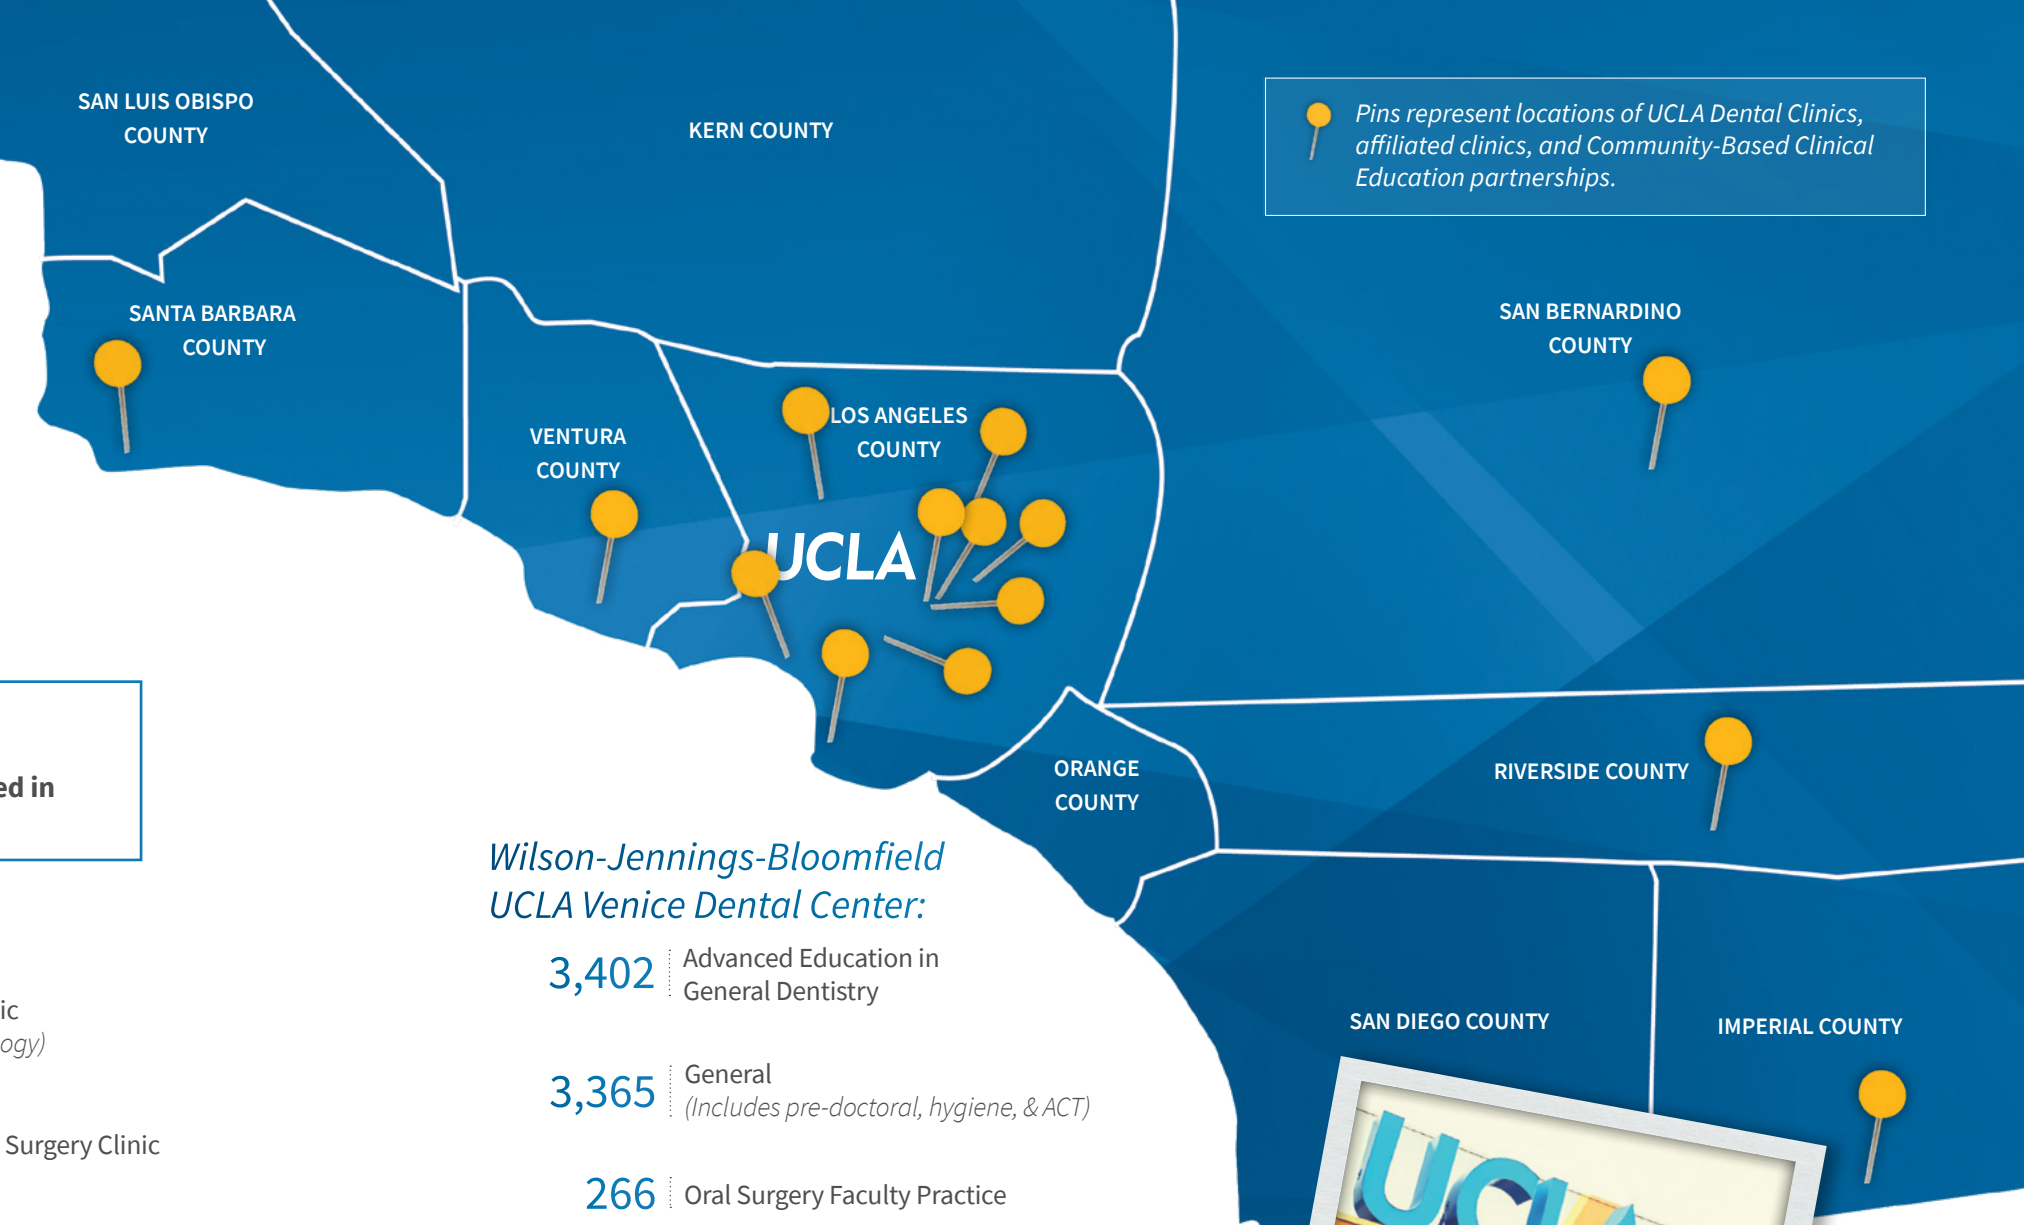 SAN LUIS OBISPO
COUNTY
KERN COUNTY
Pins represent locations of UCLA Dental Clinics,
affiliated clinics, and Community-Based Clinical
Education partnerships.
SANTA BARBARA
COUNTY
SAN BERNARDINO
COUNTY
VENTURA
COUNTY
LOS ANGELES
COUNTY
UCLA
ORANGE
COUNTY
RIVERSIDE COUNTY
SAN DIEGO COUNTY
IMPERIAL COUNTY
ed in
ic
ogy)
Surgery Clinic
Wilson-Jennings-Bloomfield
UCLA Venice Dental Center:
3,402 Advanced Education in
General Dentistry
3,365 General
(Includes pre-doctoral, hygiene, & ACT)
266 Oral Surgery Faculty Practice
UCLA